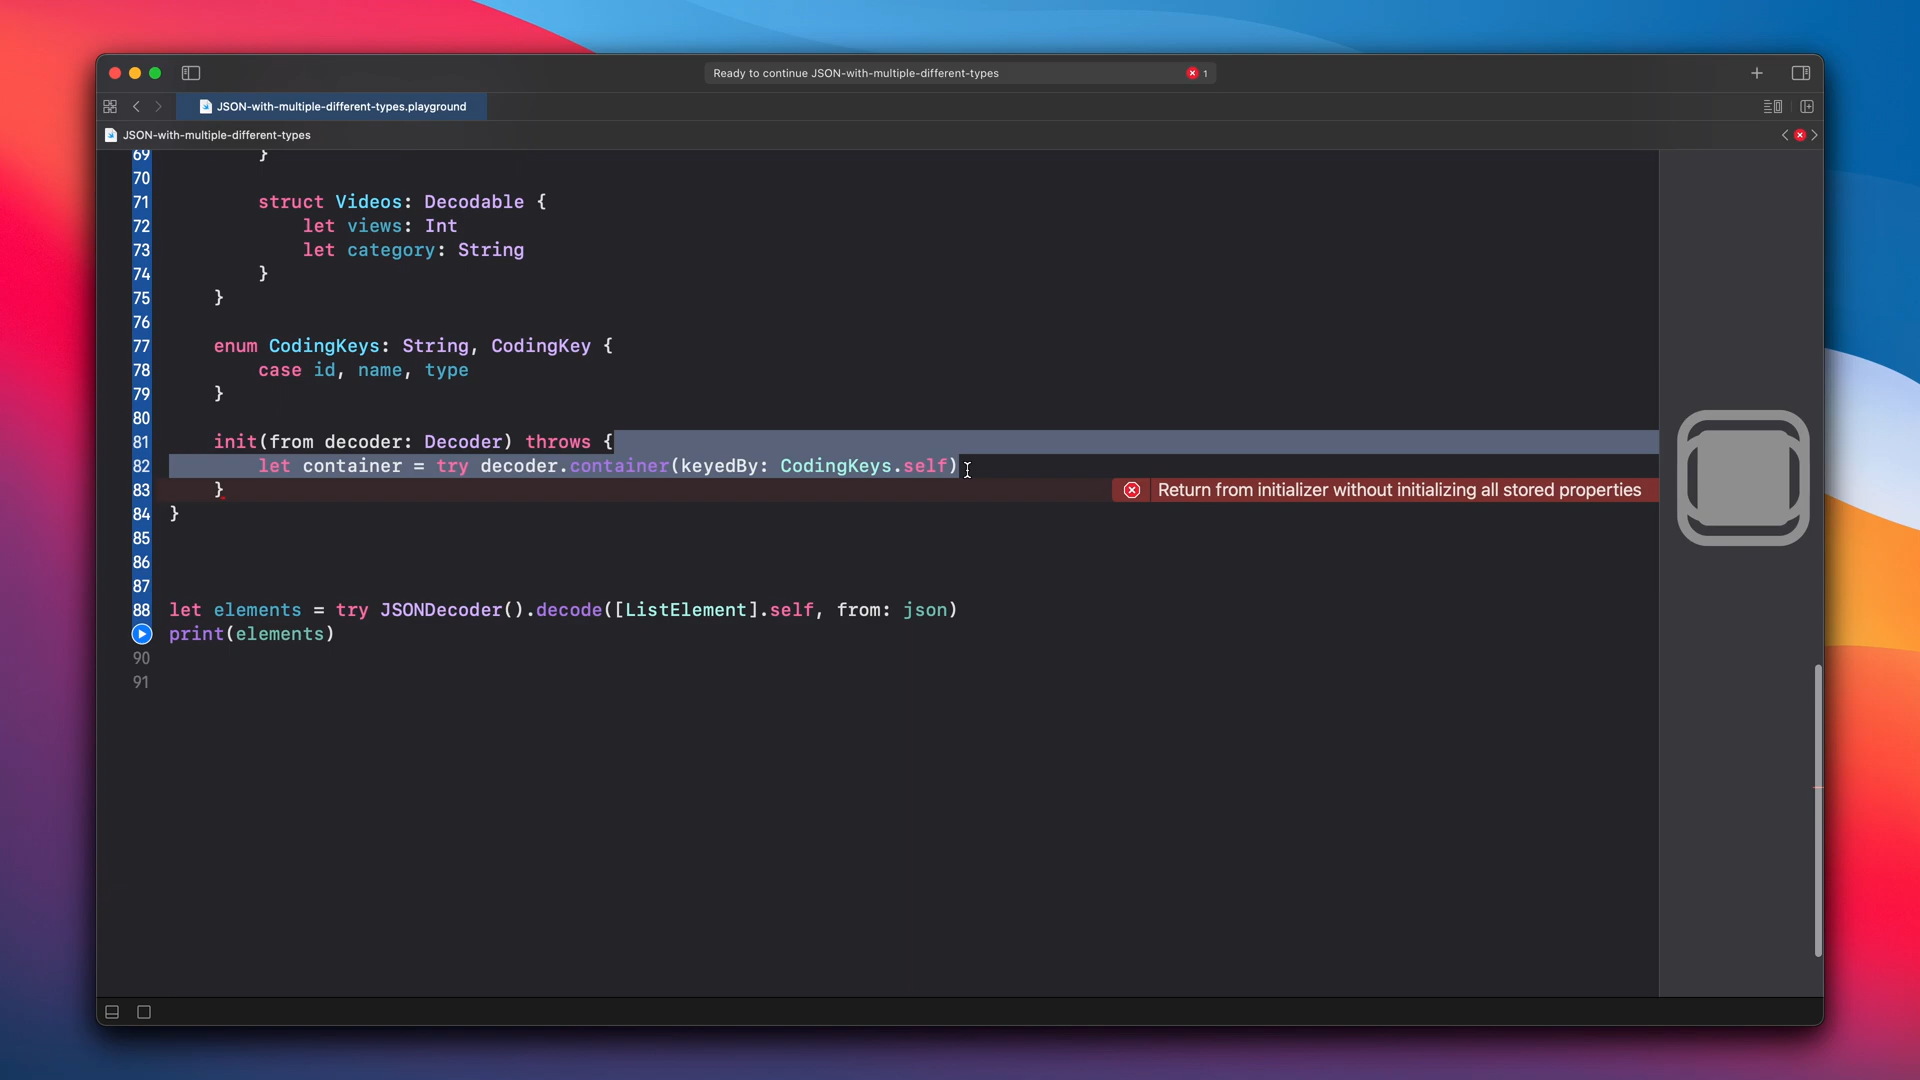 Ready to continue JSON-with-multiple-different-types 1
JSON-with-multiple-different-types.playground
JSON-with-multiple-different-types
69 }
70
71 struct Videos: Decodable {
72 let views: Int
73 let category: String
74 }
75 }
76
77 enum CodingKeys: String, CodingKey {
78 case id, name, type
79 }
80
81 init(from decoder: Decoder) throws {
82 let container = try decoder.container(keyedBy: CodingKeys.self)
83 } Return from initializer without initializing all stored properties
84 }
85
86
87
88 let elements = try JSONDecoder().decode([ListElement].self, from: json)
print(elements)
90
91